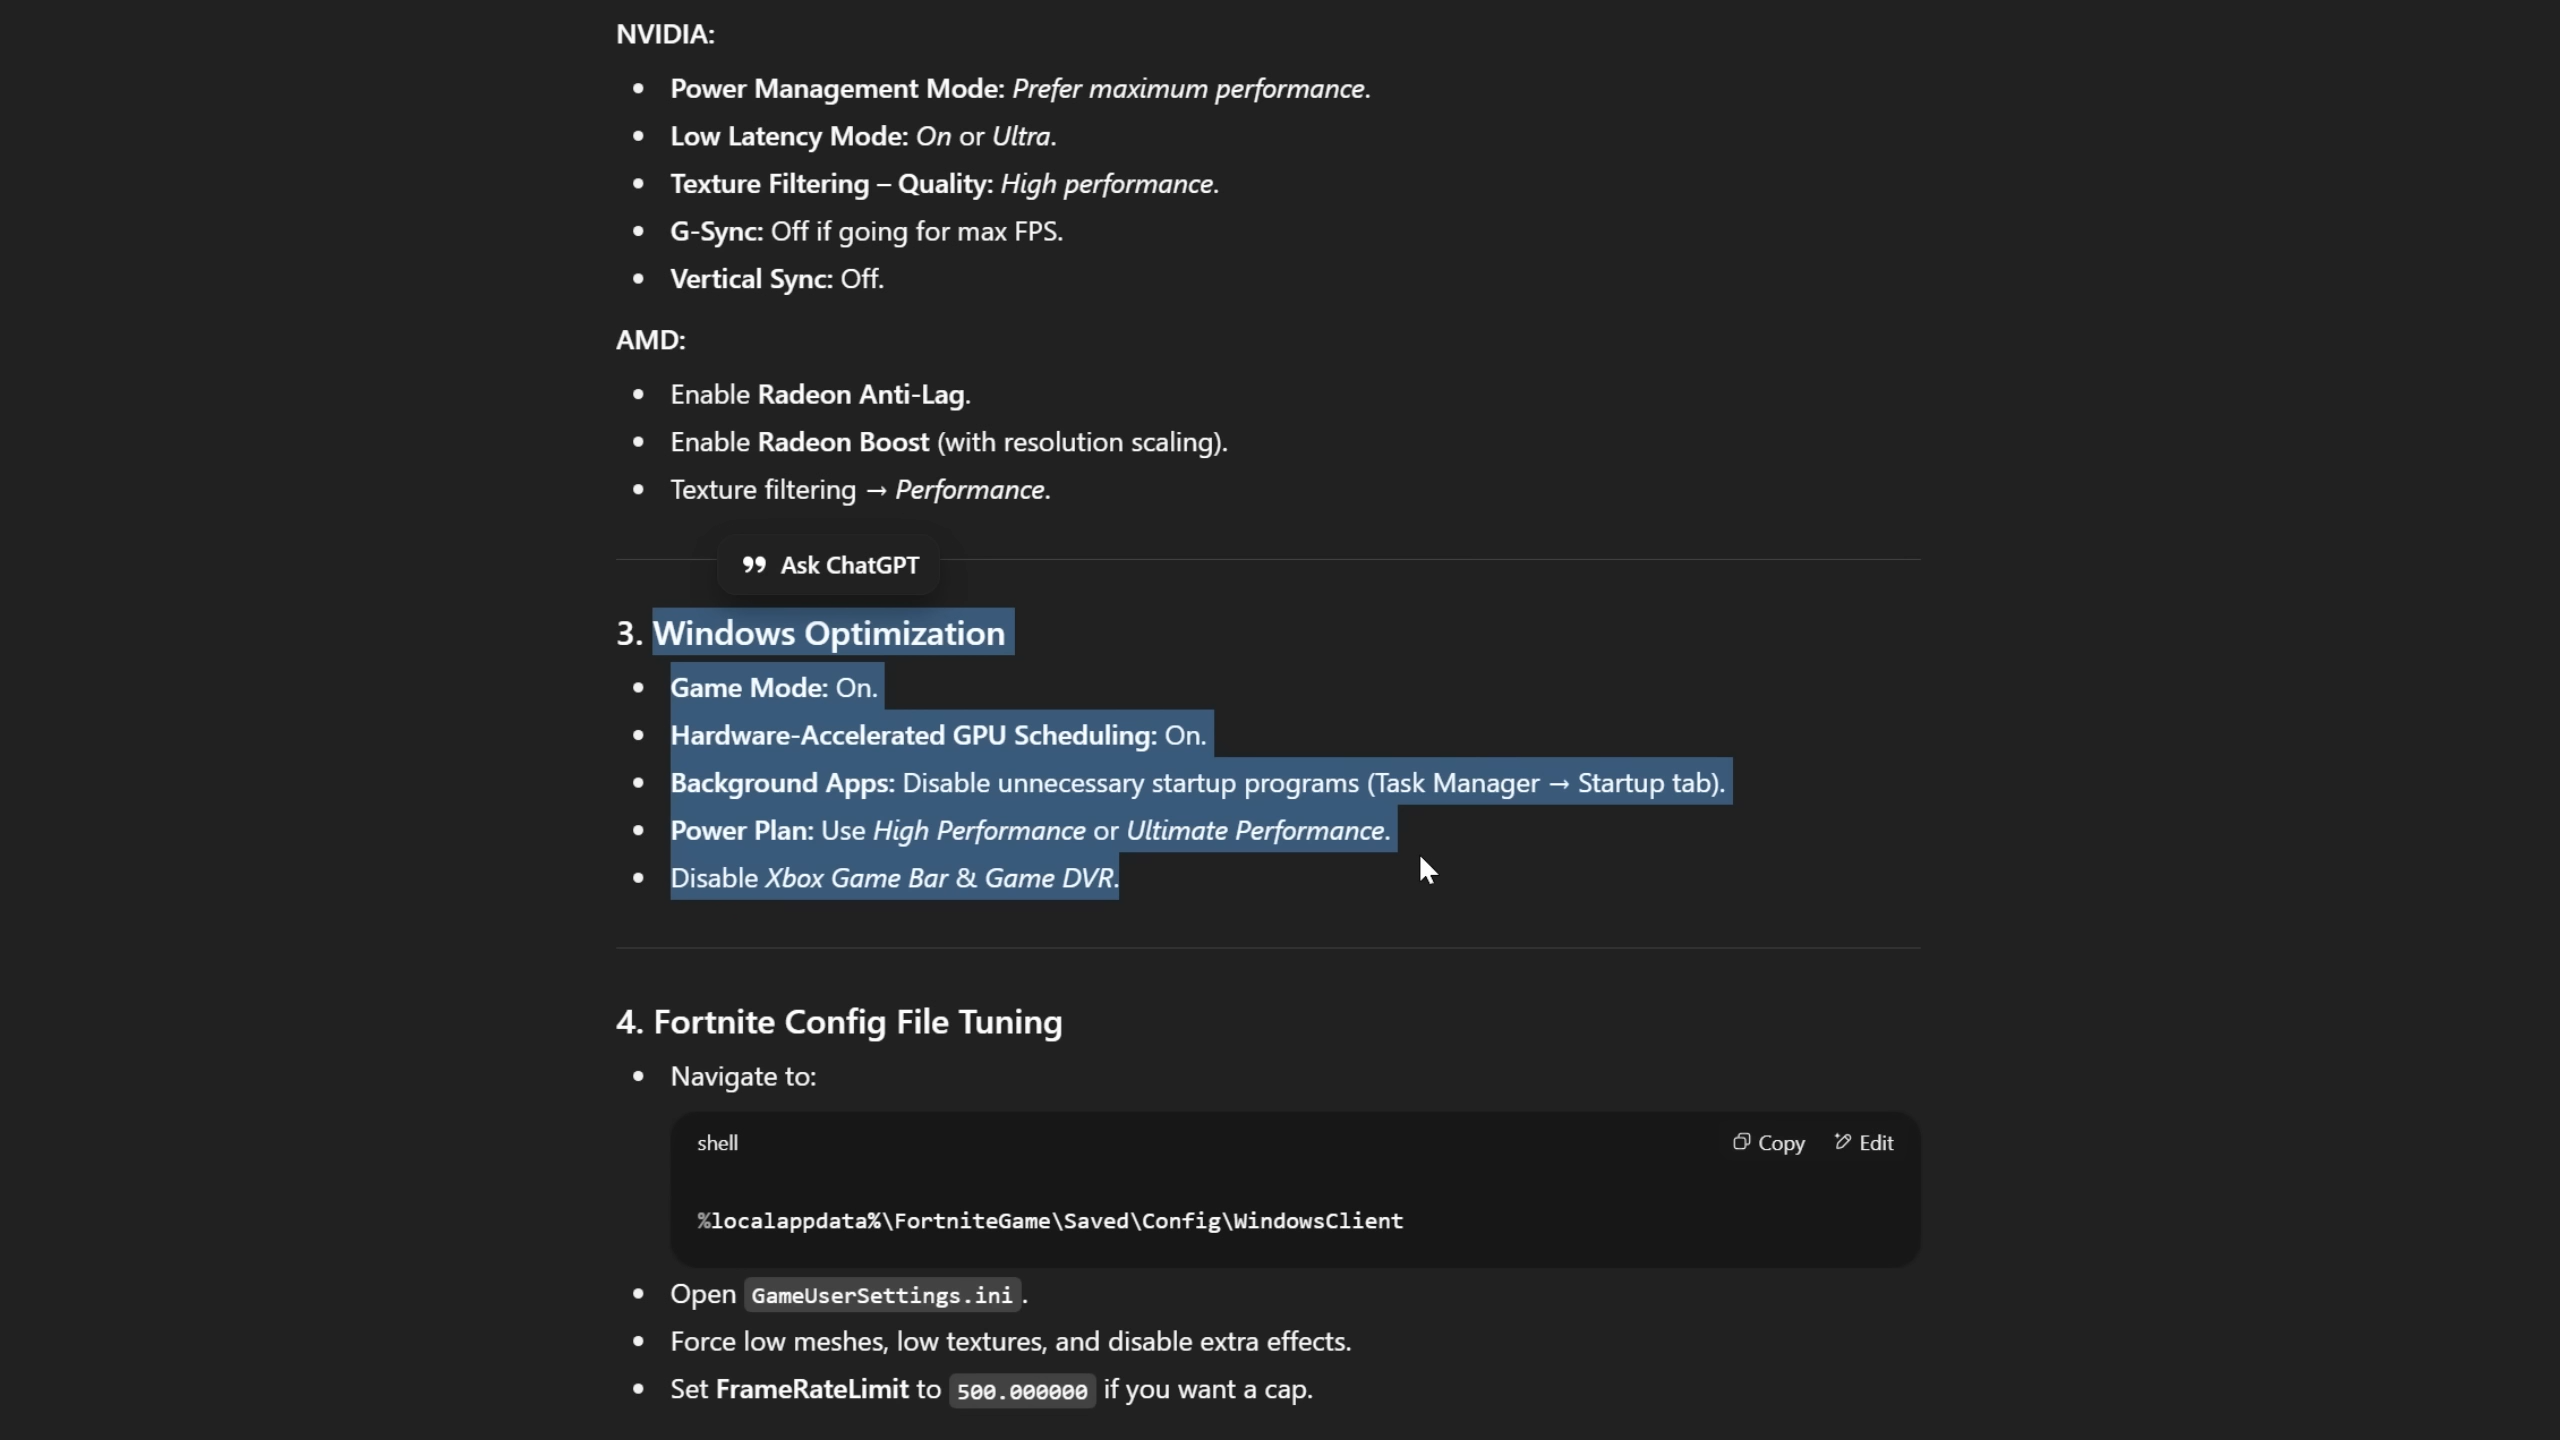 NVIDIA:
• Power Management Mode: Prefer maximum performance.
• Low Latency Mode: On or Ultra.
• Texture Filtering – Quality: High performance.
• G-Sync: Off if going for max FPS.
• Vertical Sync: Off.
AMD:
• Enable Radeon Anti-Lag.
• Enable Radeon Boost (with resolution scaling).
• Texture filtering → Performance.
Ask ChatGPT
3. Windows Optimization
• Game Mode: On.
• Hardware-Accelerated GPU Scheduling: On.
• Background Apps: Disable unnecessary startup programs (Task Manager → Startup tab).
• Power Plan: Use High Performance or Ultimate Performance.
• Disable Xbox Game Bar & Game DVR.
4. Fortnite Config File Tuning
• Navigate to:
shell Copy Edit
%localappdata%\FortniteGame\Saved\Config\WindowsClient
• Open GameUserSettings.ini.
• Force low meshes, low textures, and disable extra effects.
• Set FrameRateLimit to 500.000000 if you want a cap.